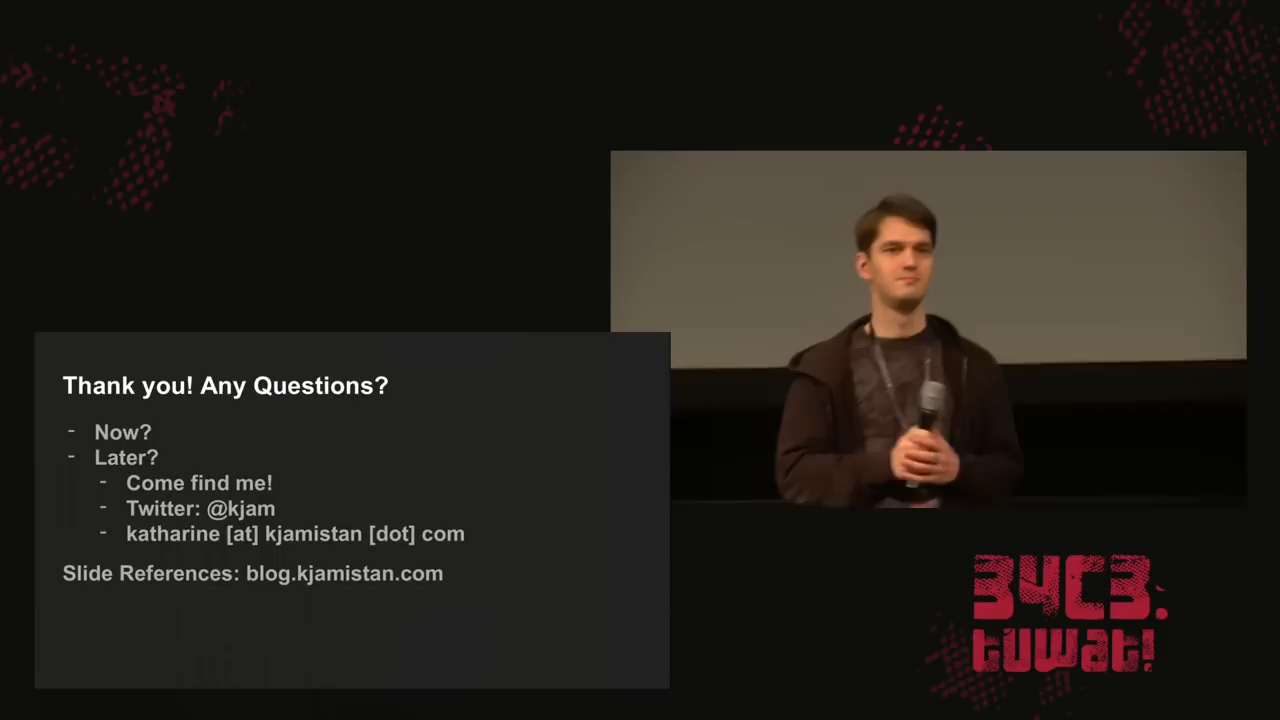 Thank you! Any Questions?
- Now?
- Later?
- Come find me!
- Twitter: @kjam
- katharine [at] kjamistan [dot] com
Slide References: blog.kjamistan.com
34C3.
tuwat!